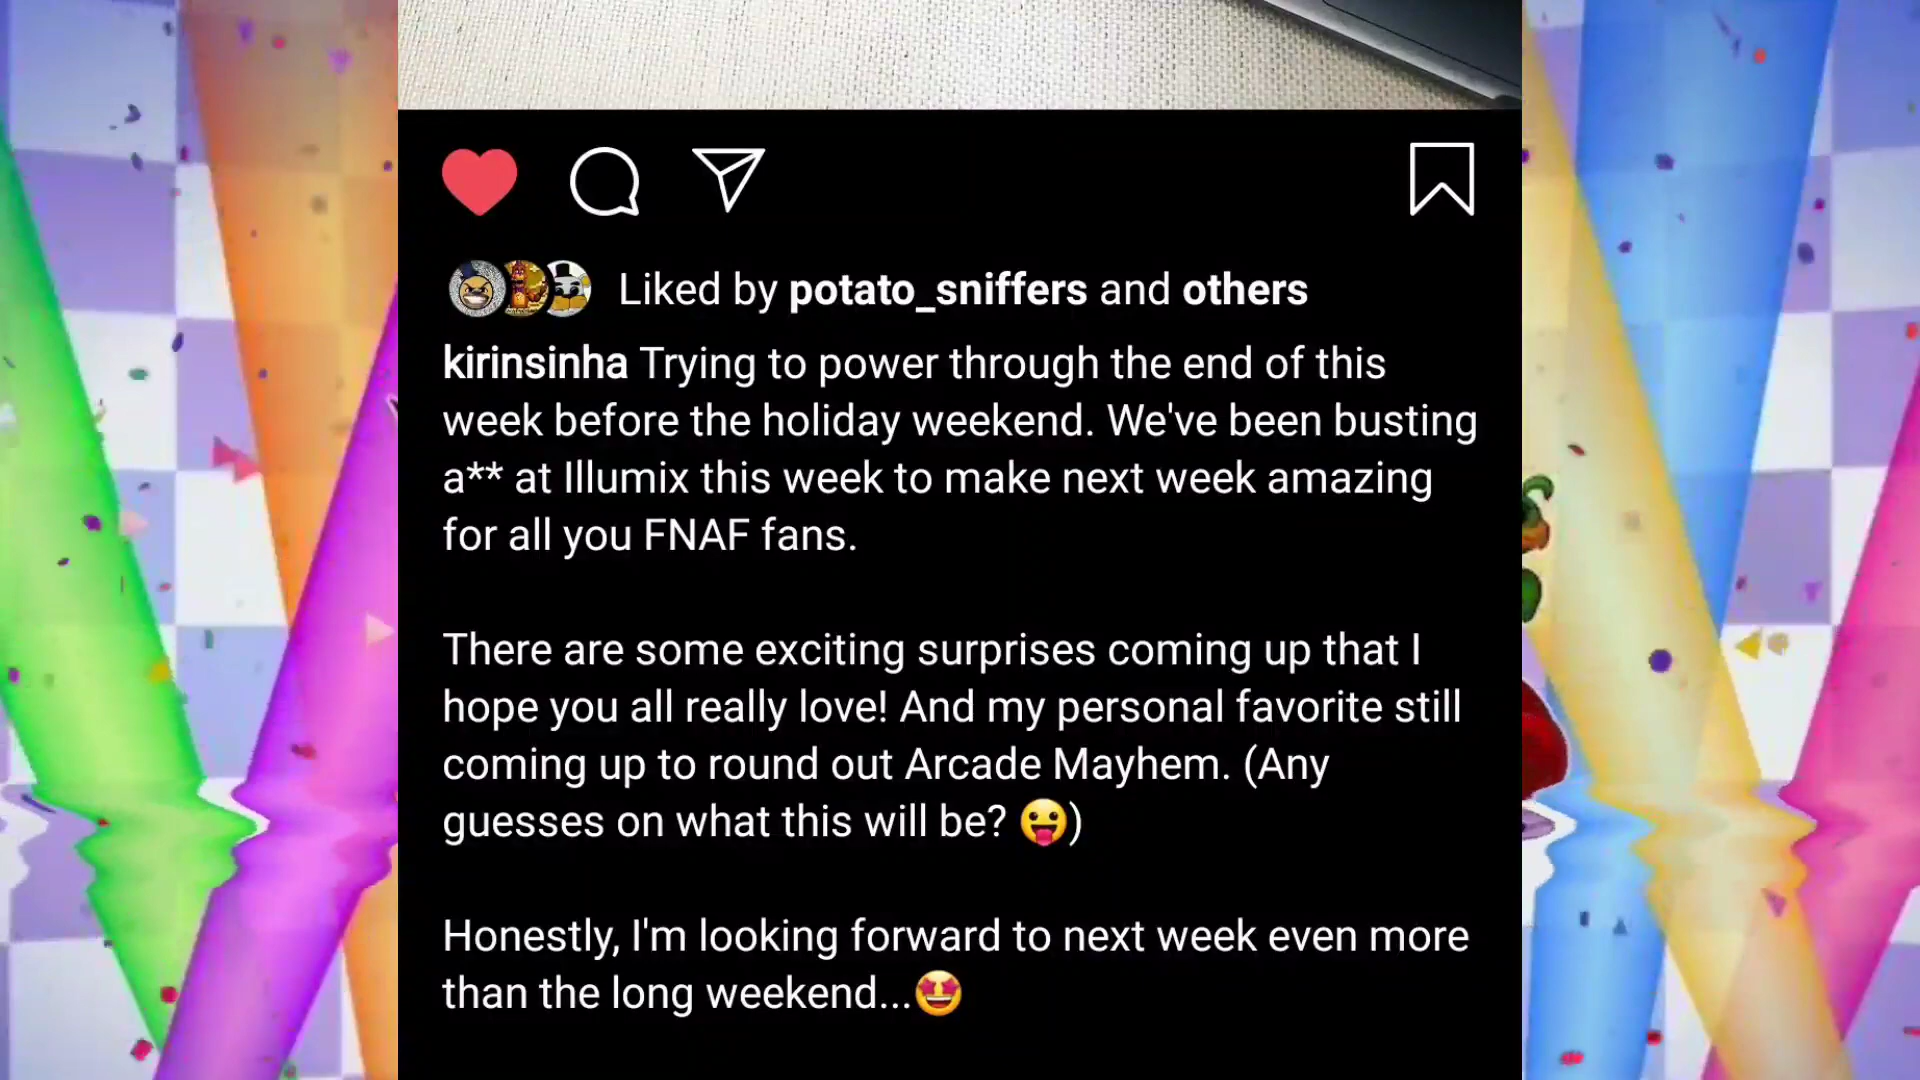 Liked by potato_sniffers and others
kirinsinha Trying to power through the end of this
week before the holiday weekend. We've been busting
a** at Illumix this week to make next week amazing
for all you FNAF fans.
There are some exciting surprises coming up that I
hope you all really love! And my personal favorite still
coming up to round out Arcade Mayhem. (Any
guesses on what this will be? 😛)
Honestly, I'm looking forward to next week even more
than the long weekend...🤩